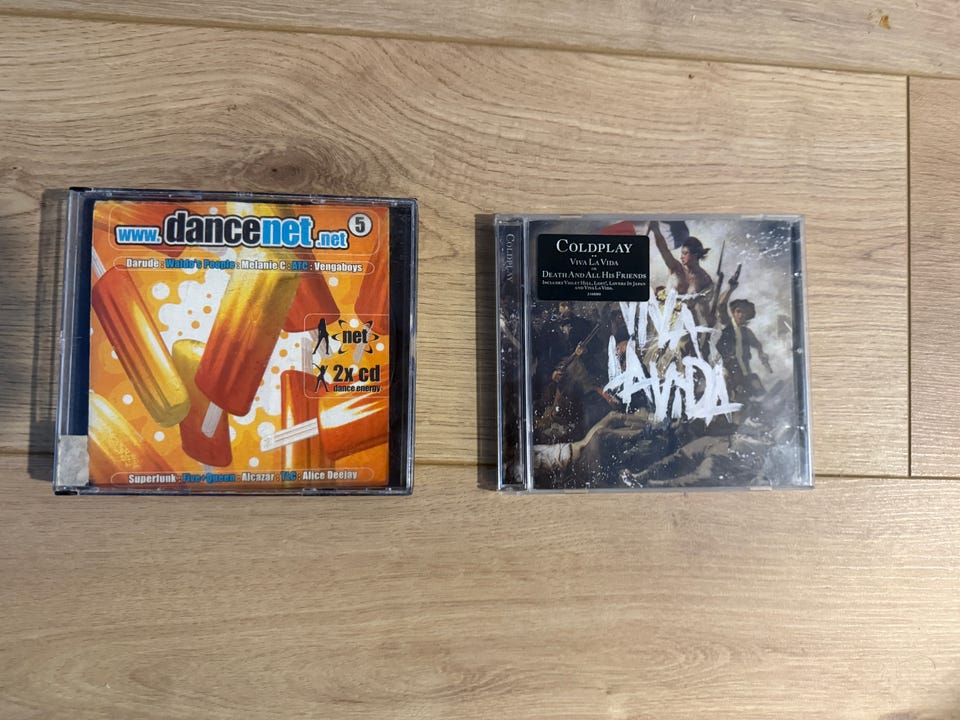 www.dancenet.net 5
Darude : Waldo's People : Melanie C : ATC : Vengaboys
net
2x cd
dance energy
Superfunk : Five+Queen : Alcazar : TLC : Alice Deejay
COLDPLAY
COLDPLAY
VIVA LA VIDA
OR
DEATH AND ALL HIS FRIENDS
INCLUDES VIOLET HILL, LOST!, LOVERS IN JAPAN
AND VIVA LA VIDA.
VIVA
LA VIDA